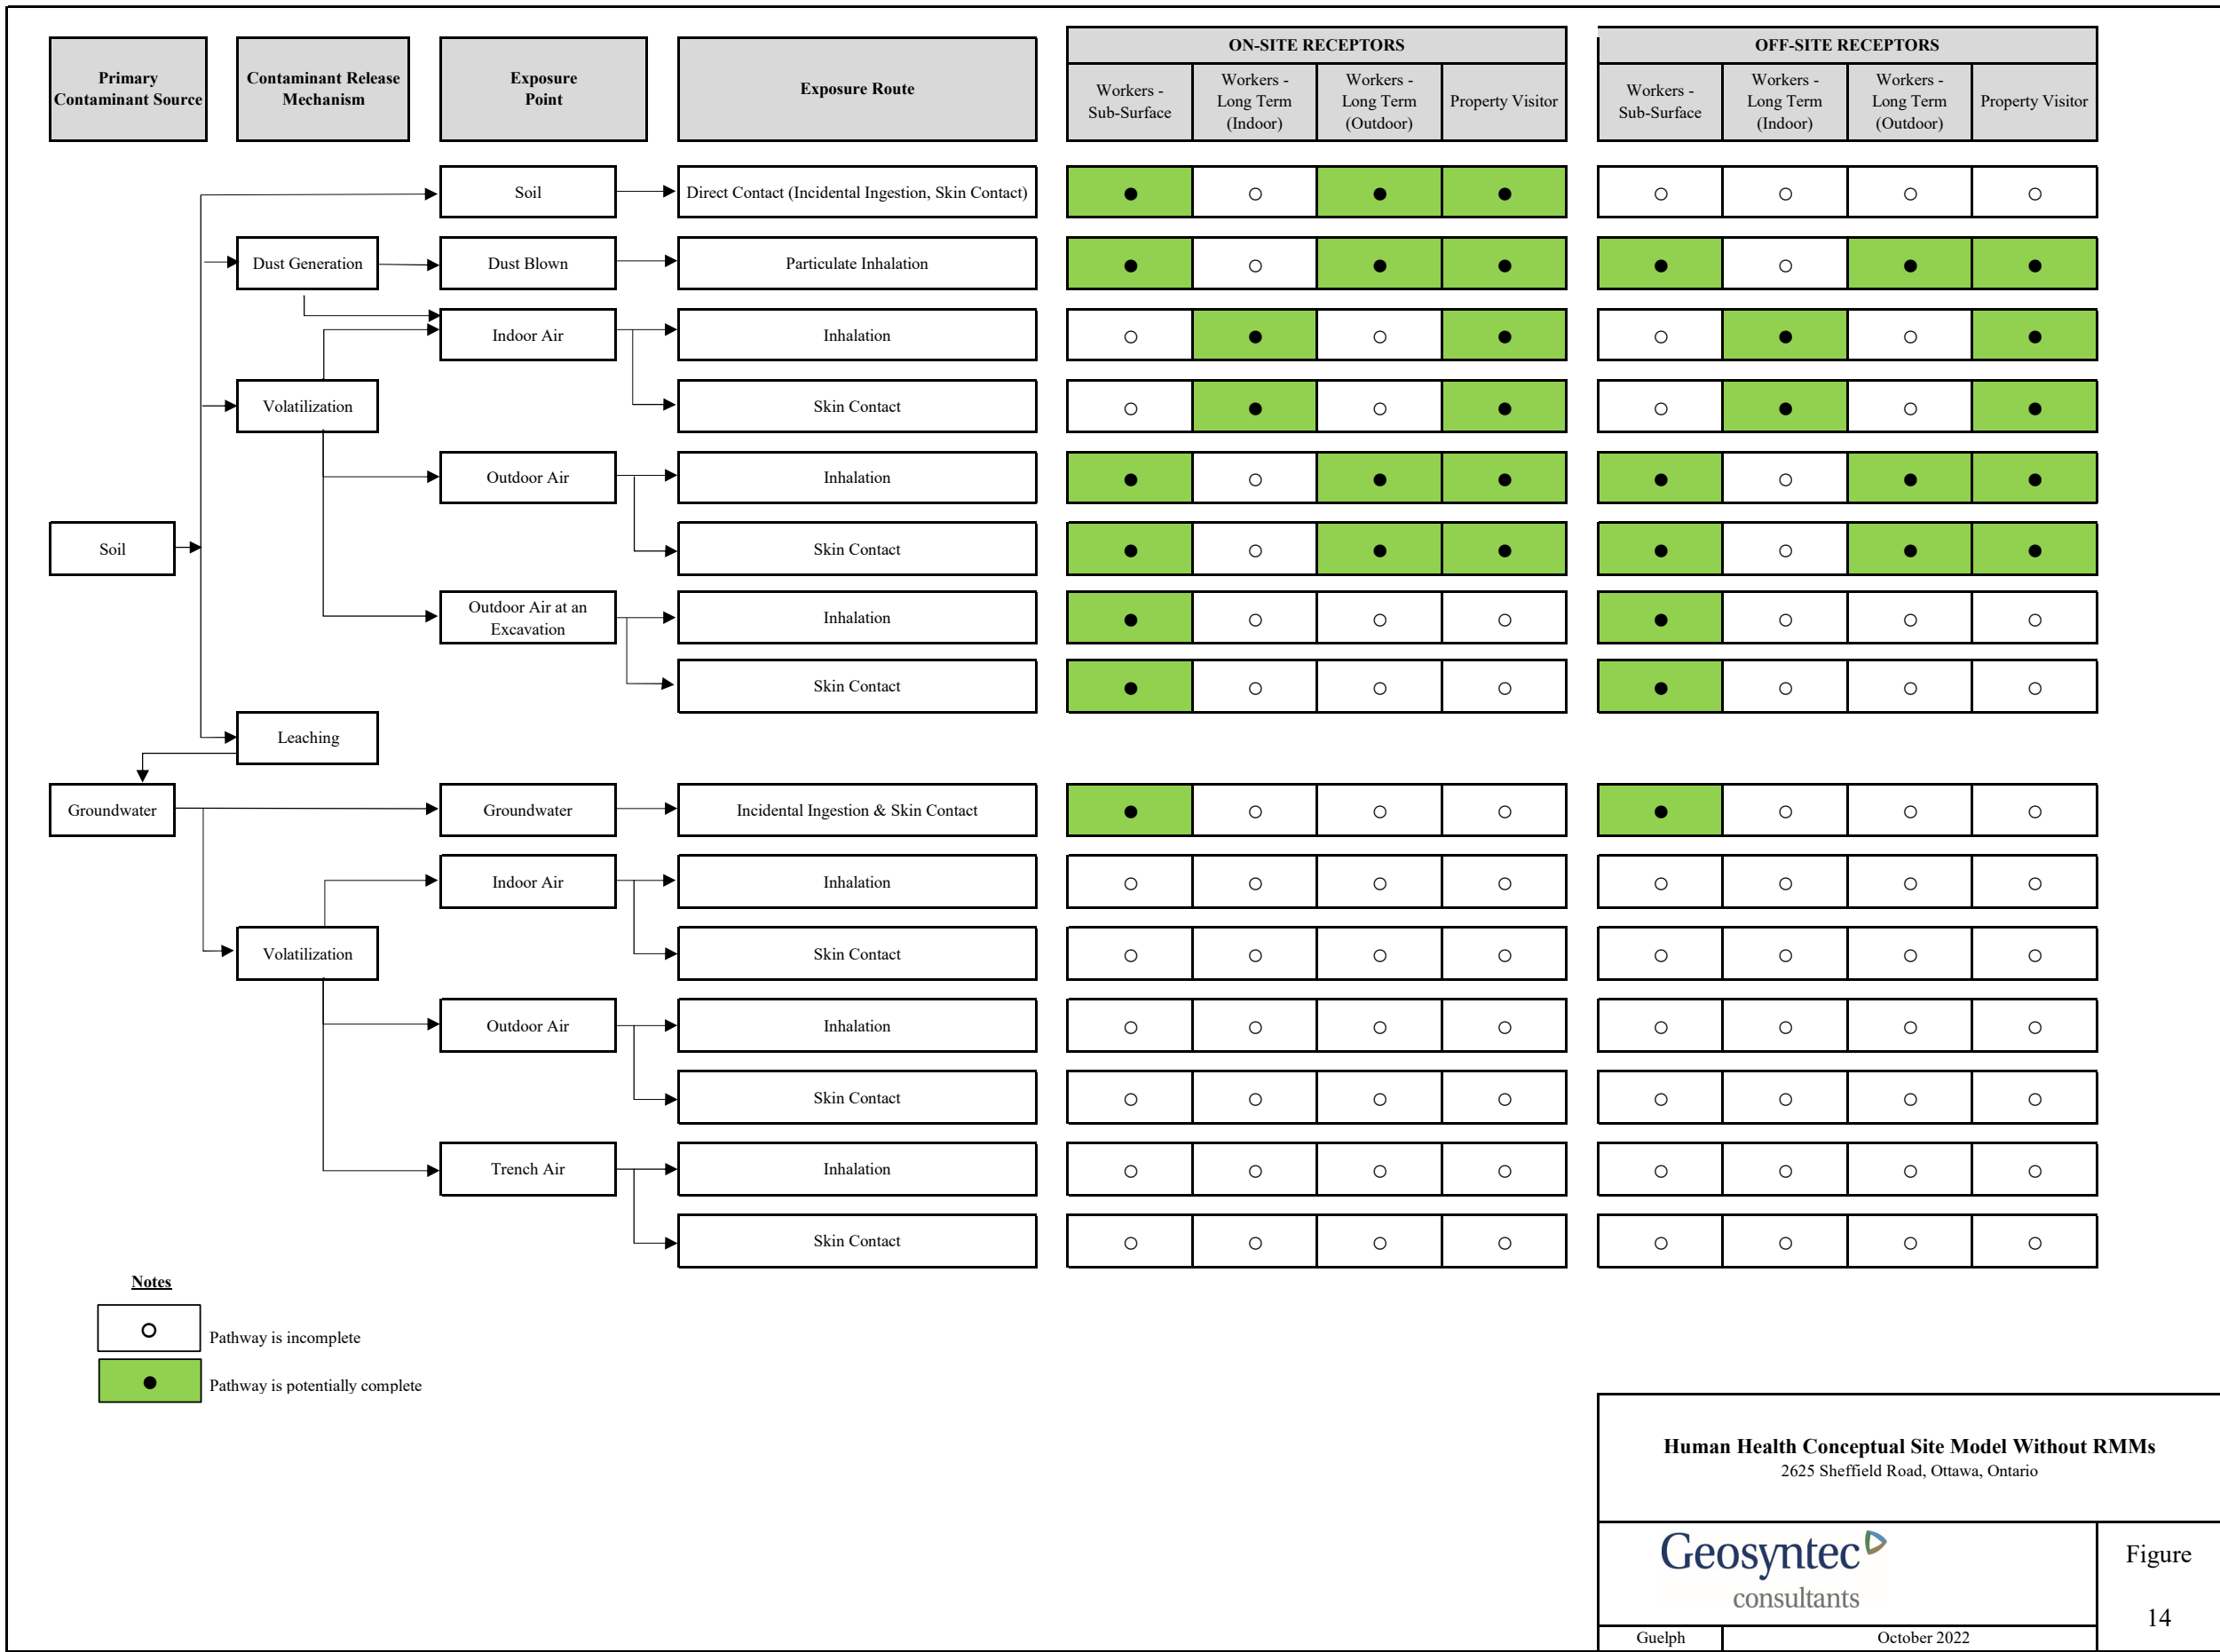 Primary
Contaminant Source
Contaminant Release
Mechanism
Exposure
Point
Exposure Route
ON-SITE RECEPTORS
Workers -
Sub-Surface
Workers -
Long Term
(Indoor)
Workers -
Long Term
(Outdoor)
Property Visitor
OFF-SITE RECEPTORS
Workers -
Sub-Surface
Workers -
Long Term
(Indoor)
Workers -
Long Term
(Outdoor)
Property Visitor
Soil
Direct Contact (Incidental Ingestion, Skin Contact)
Dust Generation
Dust Blown
Particulate Inhalation
Indoor Air
Inhalation
Volatilization
Skin Contact
Outdoor Air
Inhalation
Soil
Skin Contact
Outdoor Air at an
Excavation
Inhalation
Skin Contact
Leaching
Groundwater
Groundwater
Incidental Ingestion & Skin Contact
Indoor Air
Inhalation
Volatilization
Skin Contact
Outdoor Air
Inhalation
Skin Contact
Trench Air
Inhalation
Skin Contact
Notes
Pathway is incomplete
Pathway is potentially complete
Human Health Conceptual Site Model Without RMMs
2625 Sheffield Road, Ottawa, Ontario
Geosyntec
consultants
Figure
14
Guelph
October 2022